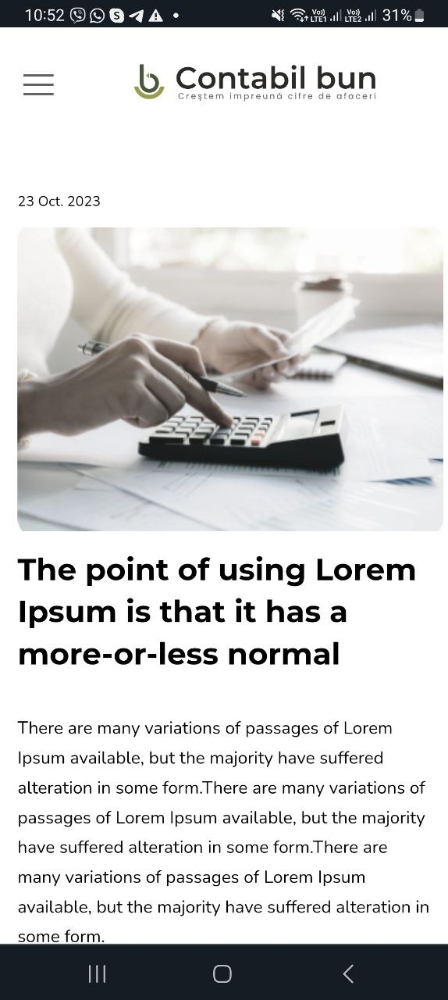 10:52
Vo)) LTE1 Vo)) LTE2 31%
Contabil bun
Creștem împreună cifre de afaceri
23 Oct. 2023
The point of using Lorem
Ipsum is that it has a
more-or-less normal
There are many variations of passages of Lorem
Ipsum available, but the majority have suffered
alteration in some form.There are many variations of
passages of Lorem Ipsum available, but the majority
have suffered alteration in some form.There are
many variations of passages of Lorem Ipsum
available, but the majority have suffered alteration in
some form.